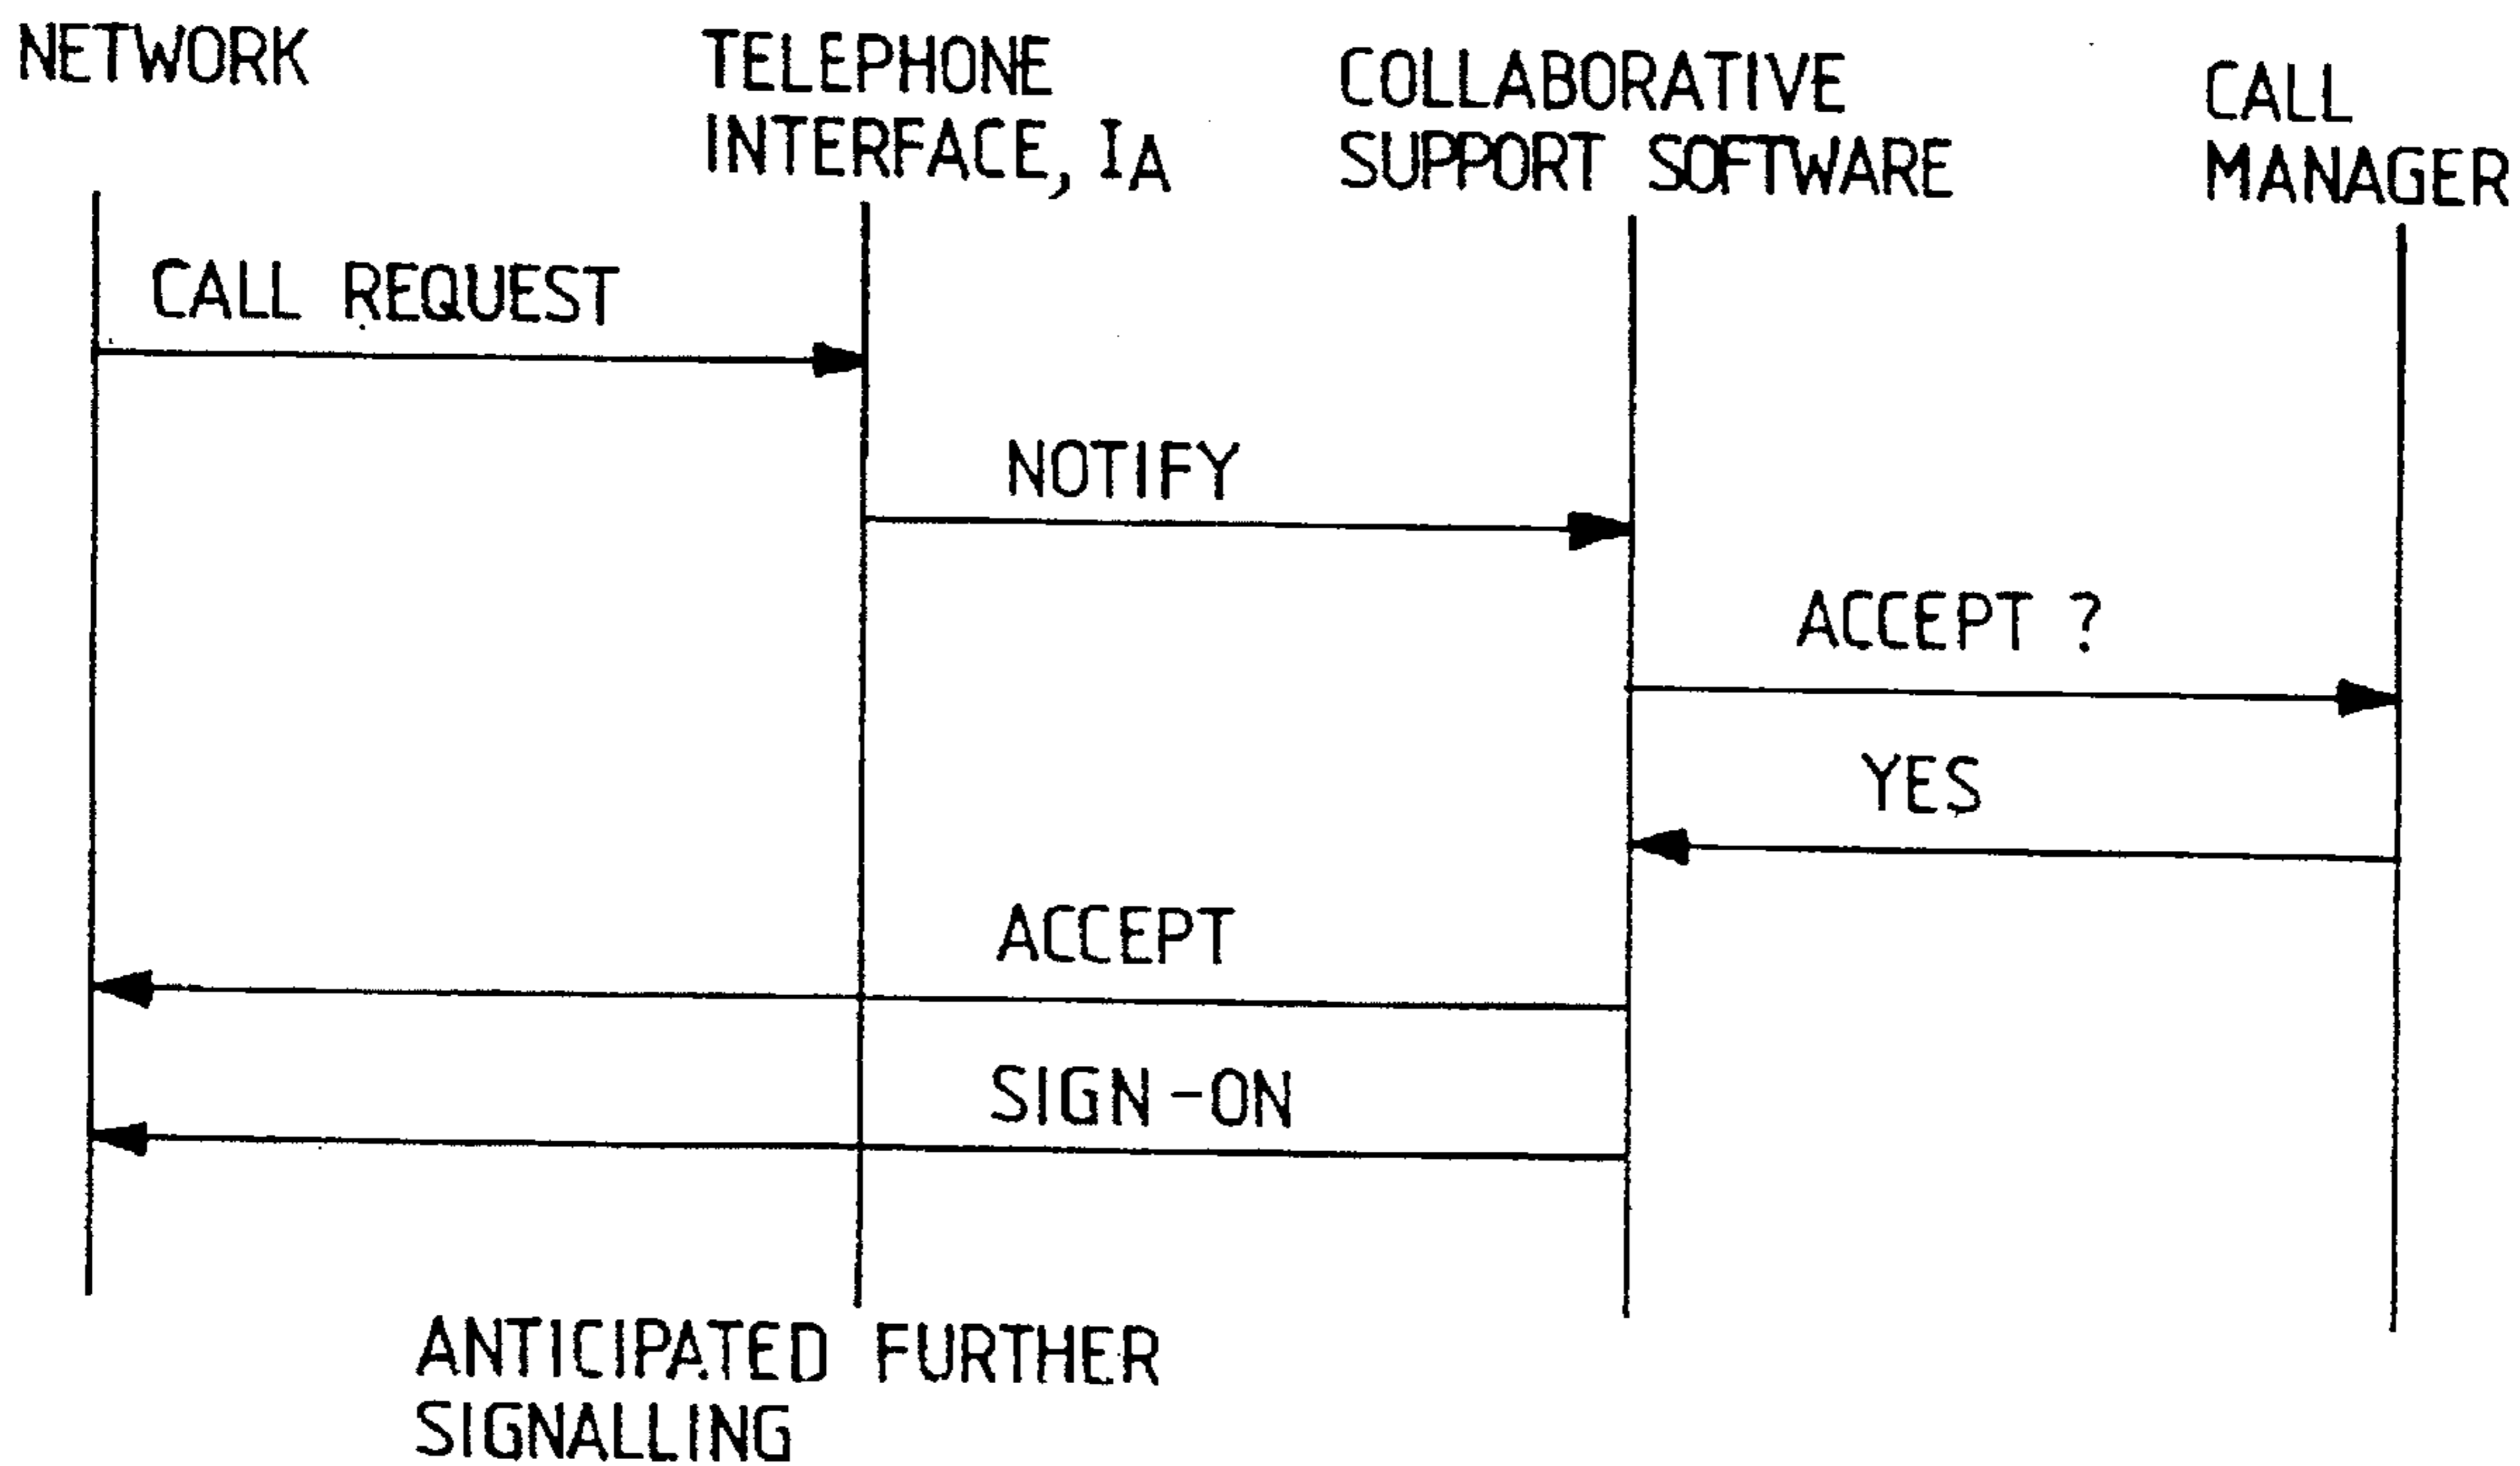 NETWORK
TELEPHONE
INTERFACE, IA
COLLABORATIVE
SUPPORT SOFTWARE
CALL
MANAGER
CALL REQUEST
NOTIFY
ACCEPT ?
YES
ACCEPT
SIGN-ON
ANTICIPATED FURTHER
SIGNALLING